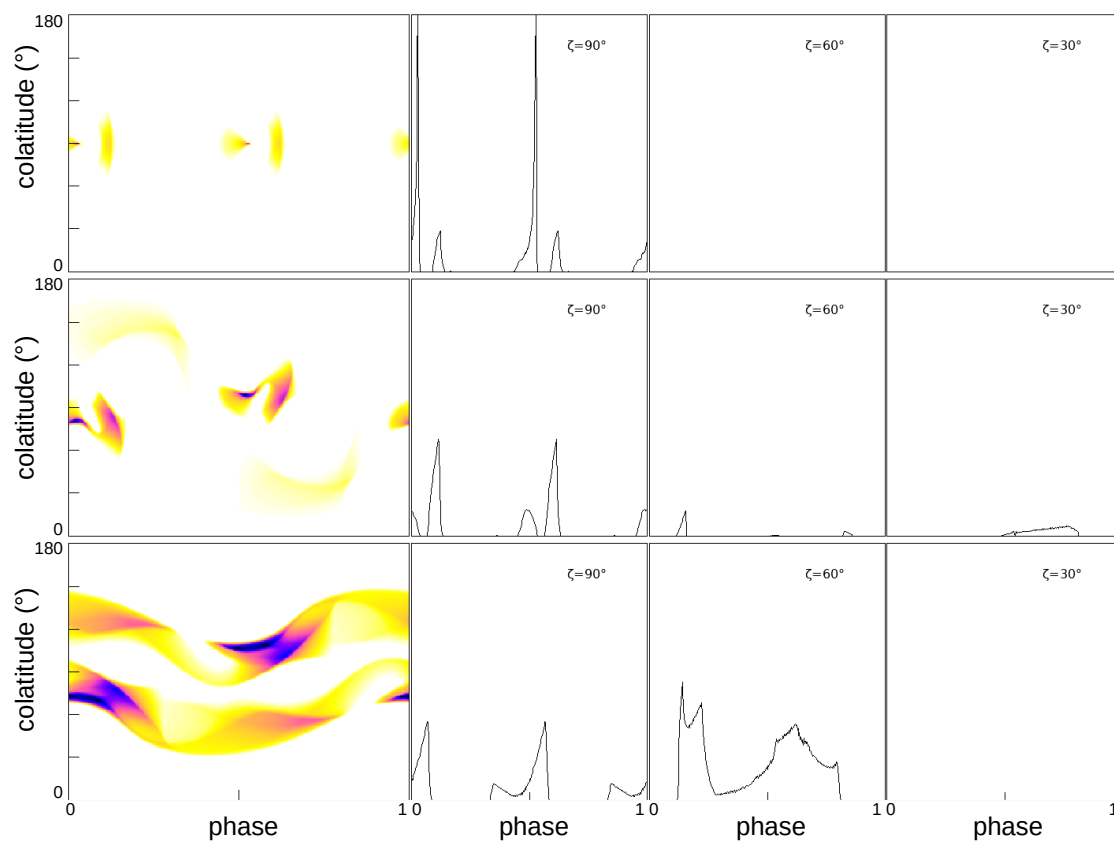 180
colatitude (°)
0
ζ=90°
ζ=60°
ζ=30°
180
colatitude (°)
0
ζ=90°
ζ=60°
ζ=30°
180
colatitude (°)
0
ζ=90°
ζ=60°
ζ=30°
0 1 0 1 0 1 0 1
phase phase phase phase